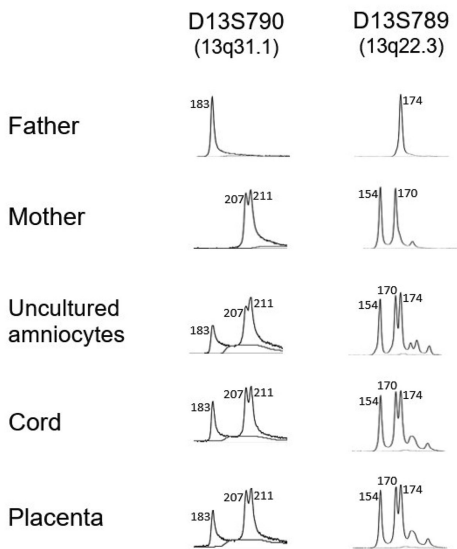 D13S790 D13S789
(13q31.1) (13q22.3)
Father 183 174
Mother 207 211 154 170
Uncultured
amniocytes 183 207 211 154 170 174
Cord 183 207 211 154 170 174
Placenta 183 207 211 154 170 174